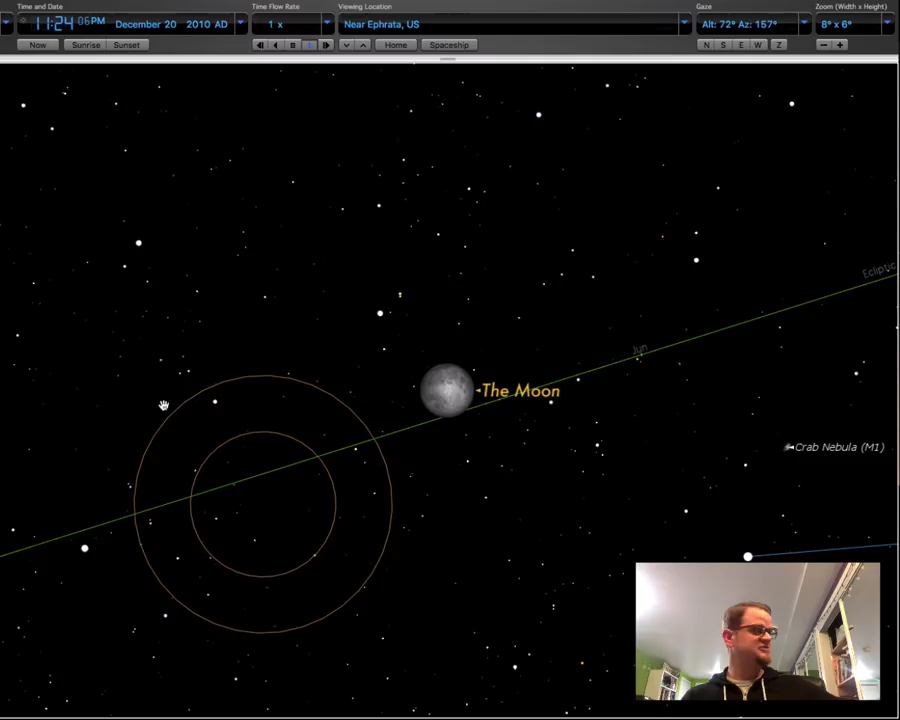 Time and Date
Time Flow Rate
Viewing Location
Gaze
Zoom (Width x Height)
11:24 06PM December 20 2010 AD
1 x
Near Ephrata, US
Alt: 72° Az: 157°
8° x 6°
Now
Sunrise
Sunset
Home
Spaceship
N
S
E
W
Z
Ecliptic
Jun
The Moon
Crab Nebula (M1)